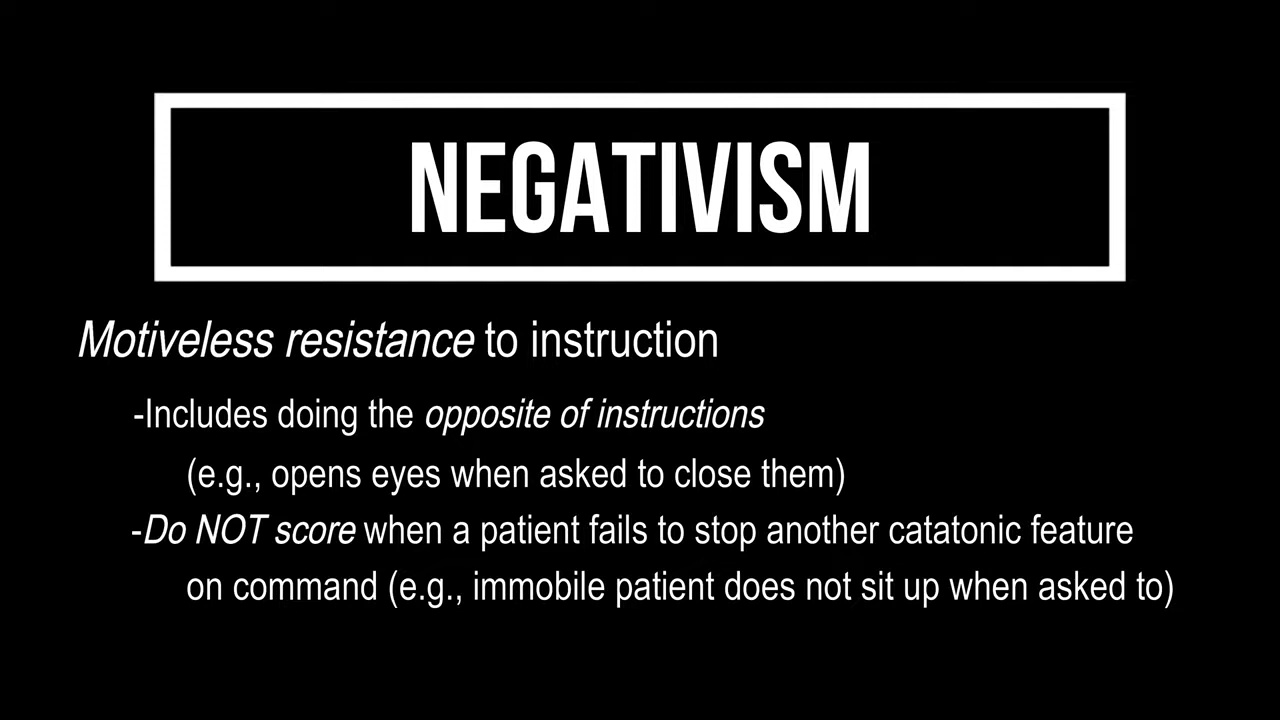 NEGATIVISM
Motiveless resistance to instruction
-Includes doing the opposite of instructions
(e.g., opens eyes when asked to close them)
-Do NOT score when a patient fails to stop another catatonic feature
on command (e.g., immobile patient does not sit up when asked to)